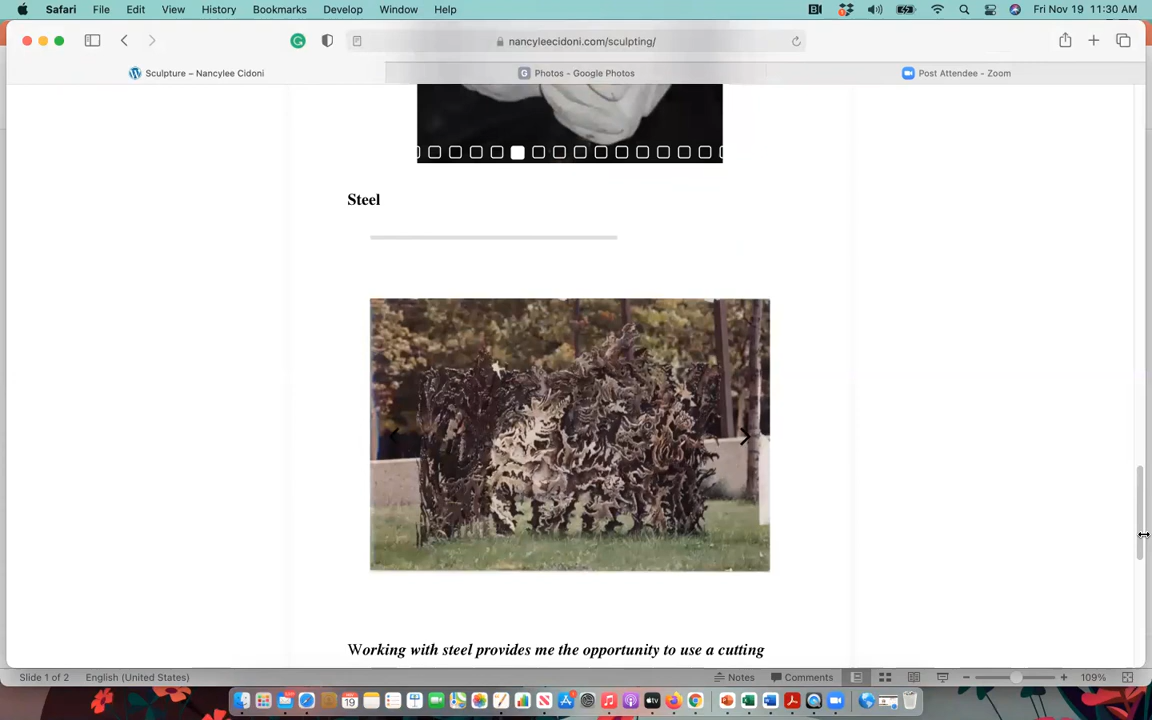 Safari File Edit View History Bookmarks Develop Window Help Fri Nov 19 11:30 AM
nancyleecidoni.com/sculpting/
Sculpture – Nancylee Cidoni Photos - Google Photos Post Attendee - Zoom
Steel
Working with steel provides me the opportunity to use a cutting
Slide 1 of 2 English (United States) Notes Comments 109%